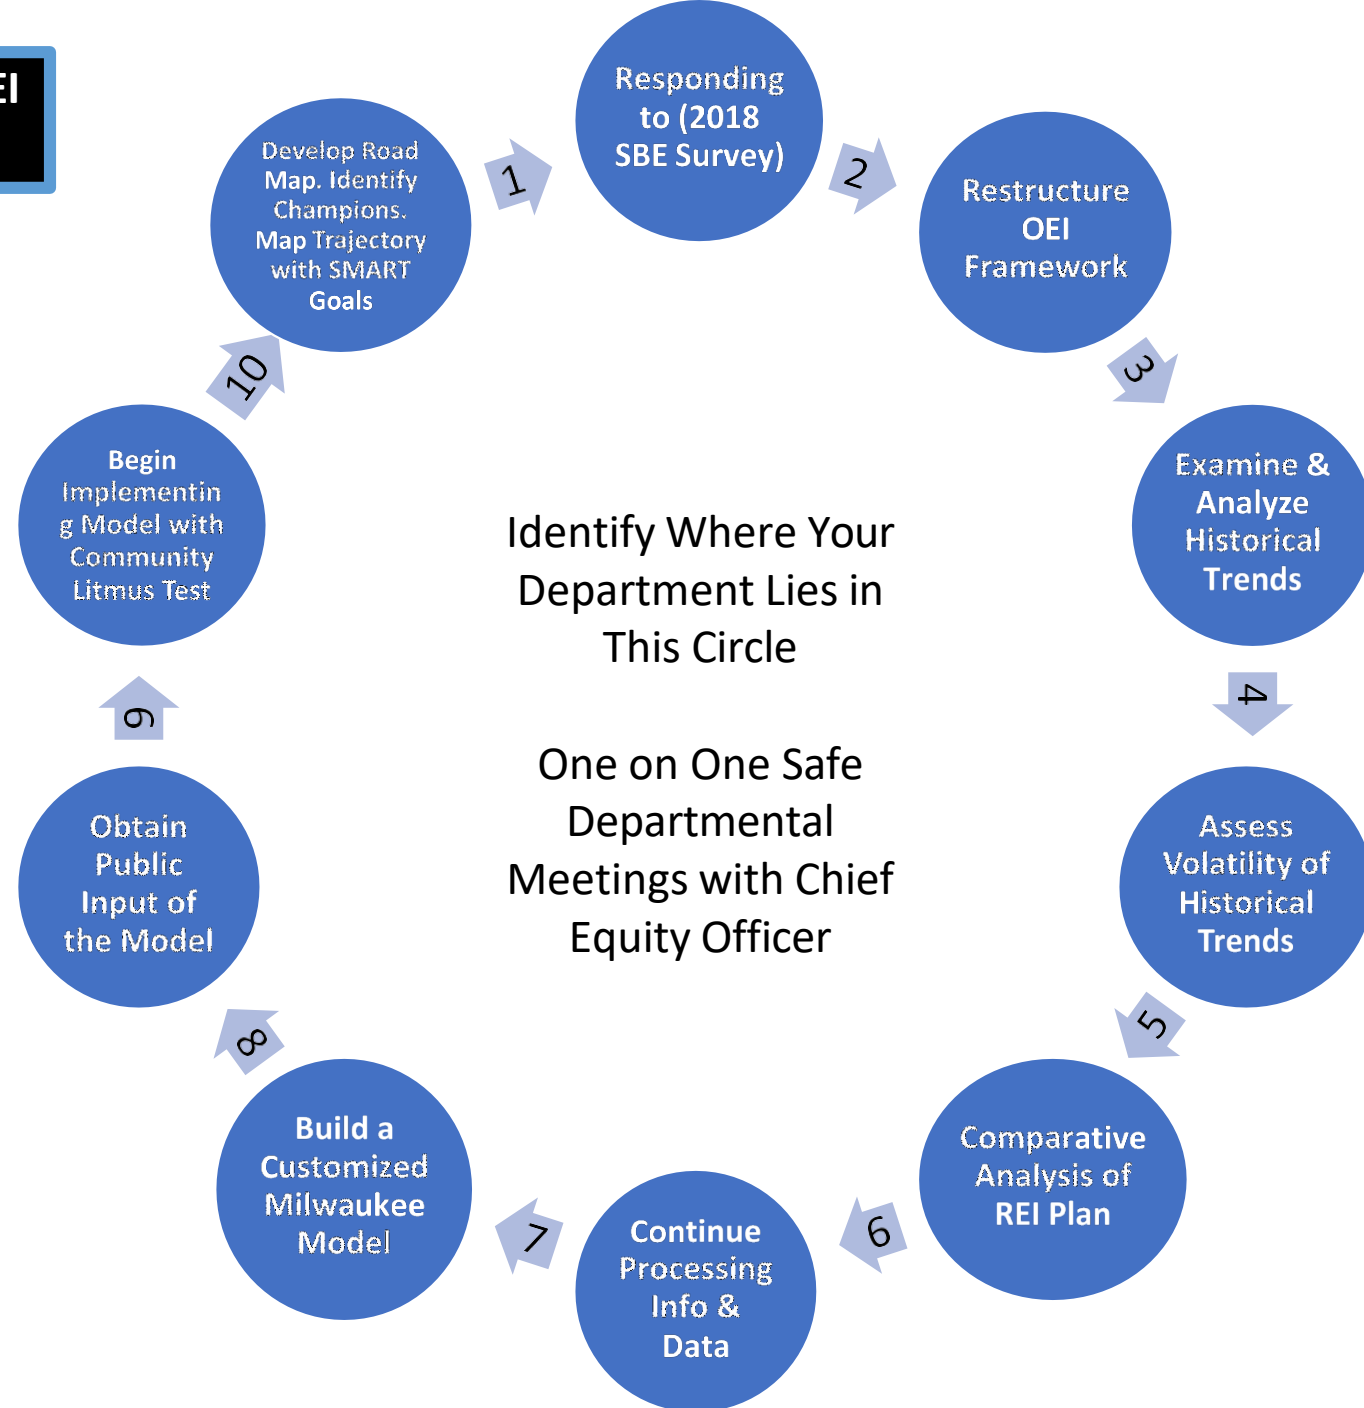 EI
Responding
to (2018
SBE Survey)
1
2
Develop Road
Map. Identify
Champions.
Map Trajectory
with SMART
Goals
Restructure
OEI
Framework
3
10
Begin
Implementin
g Model with
Community
Litmus Test
Examine &
Analyze
Historical
Trends
Identify Where Your
Department Lies in
This Circle
4
9
One on One Safe
Departmental
Meetings with Chief
Equity Officer
Obtain
Public
Input of
the Model
Assess
Volatility of
Historical
Trends
5
8
Build a
Customized
Milwaukee
Model
Comparative
Analysis of
REI Plan
6
7
Continue
Processing
Info &
Data